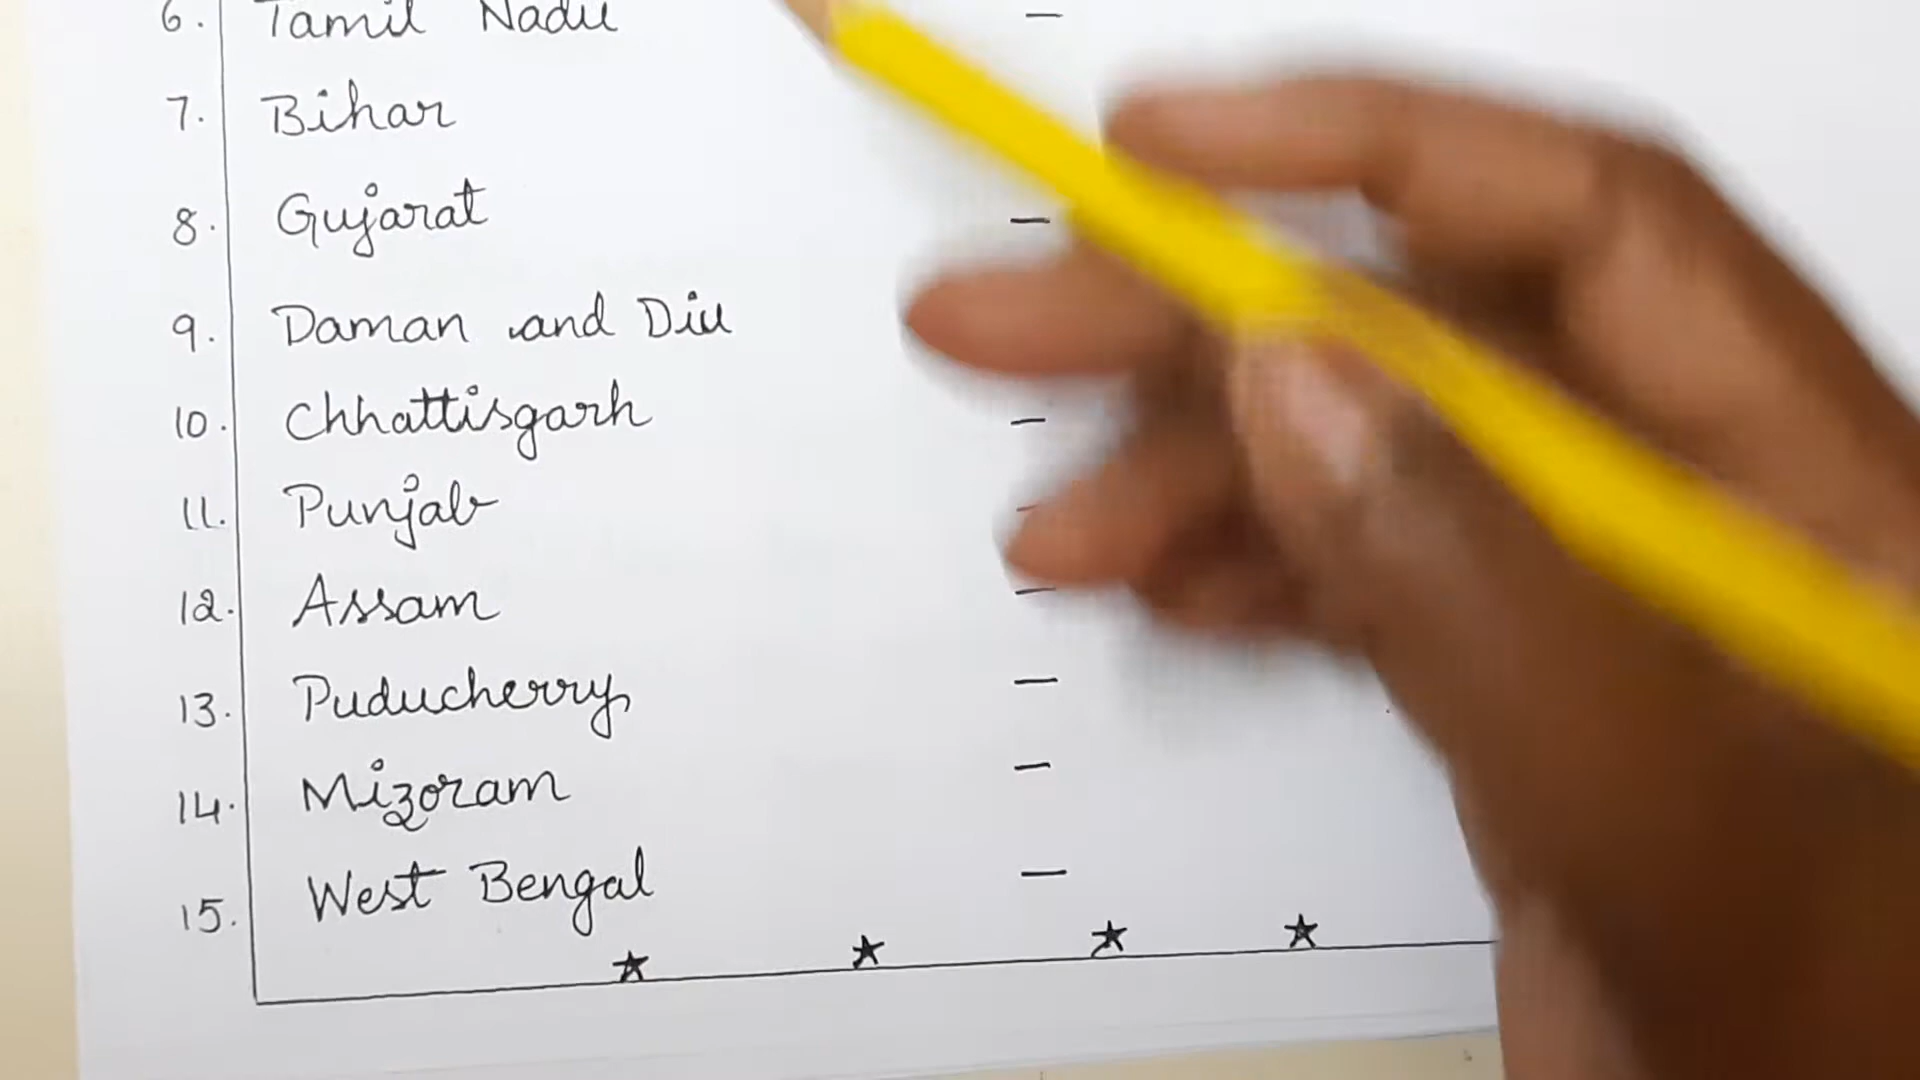 6. Tamil Nadu —
7. Bihar
8. Gujarat —
9. Daman and Diu
10. Chhattisgarh —
11. Punjab -
12. Assam —
13. Puducherry —
14. Mizoram —
15. West Bengal —